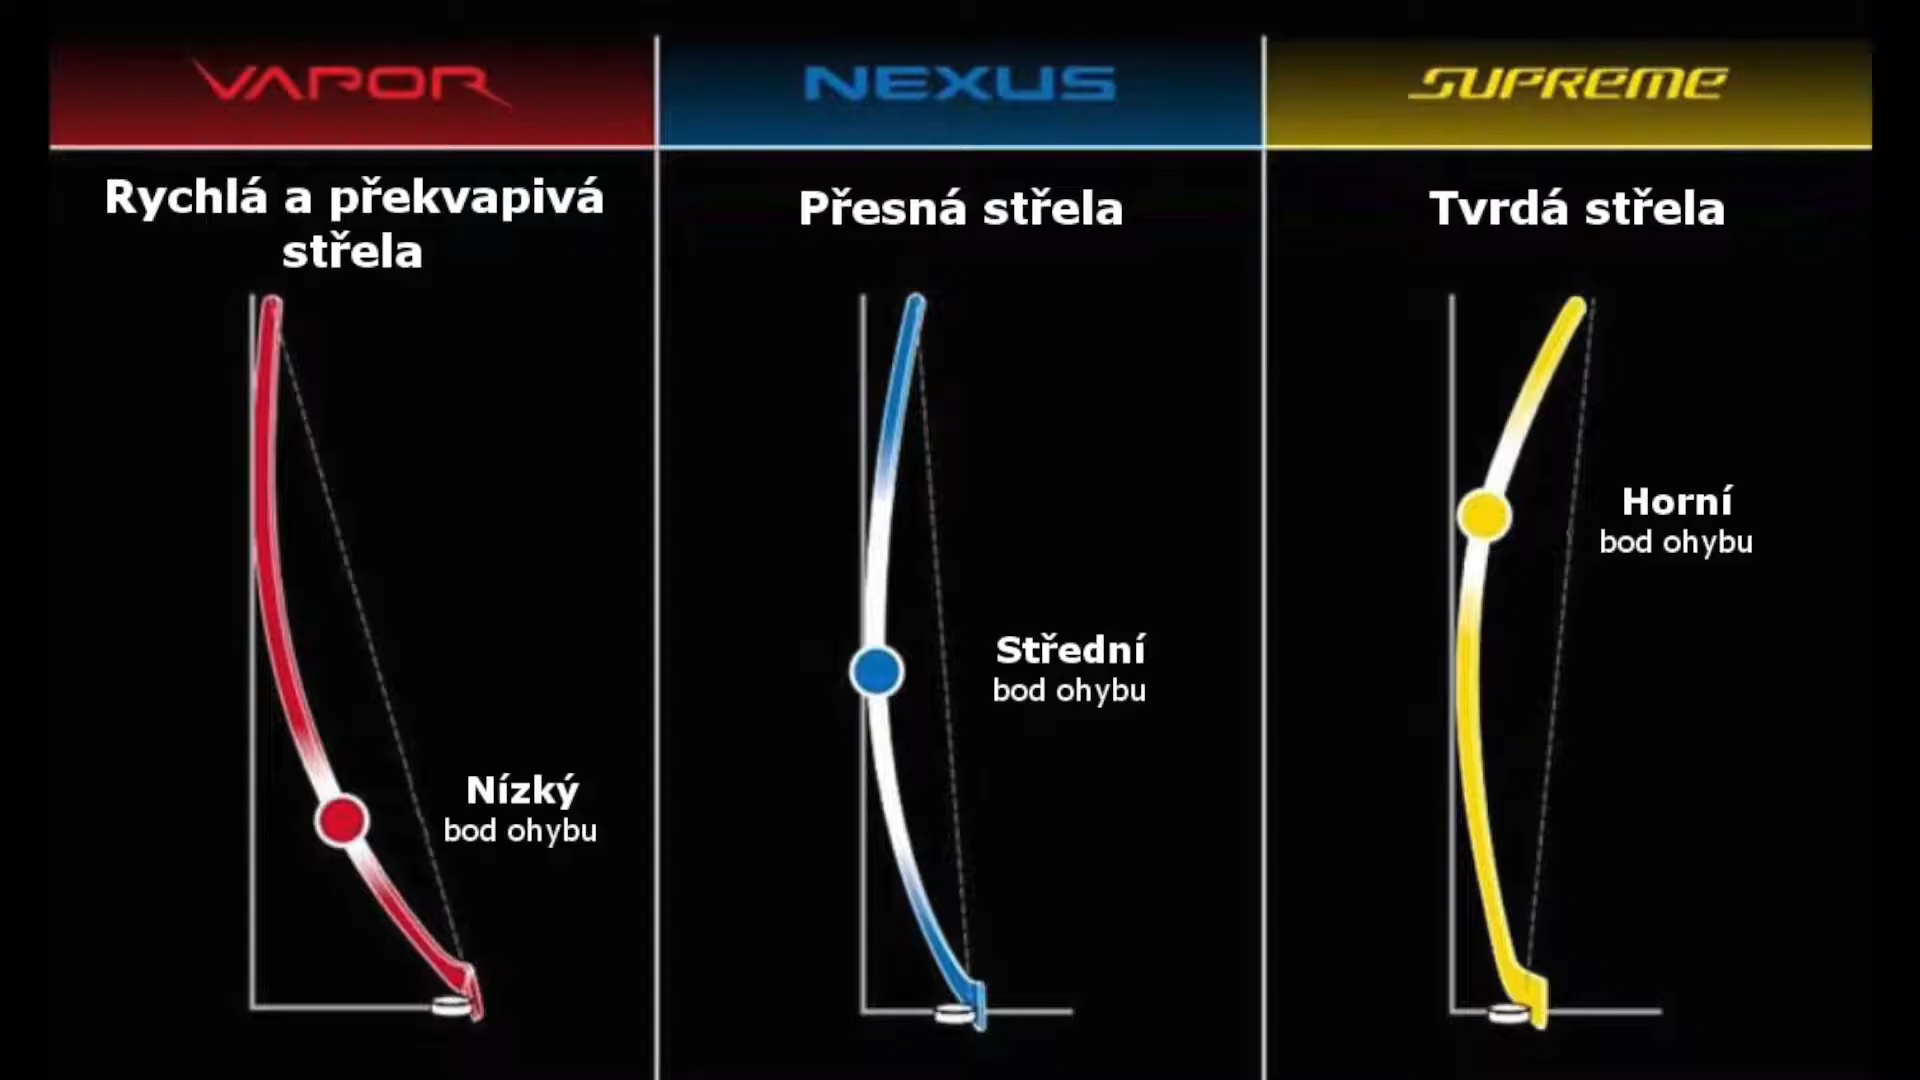 VAPOR
NEXUS
SUPREME
Rychlá a překvapivá
střela
Přesná střela
Tvrdá střela
Horní
bod ohybu
Střední
bod ohybu
Nízký
bod ohybu